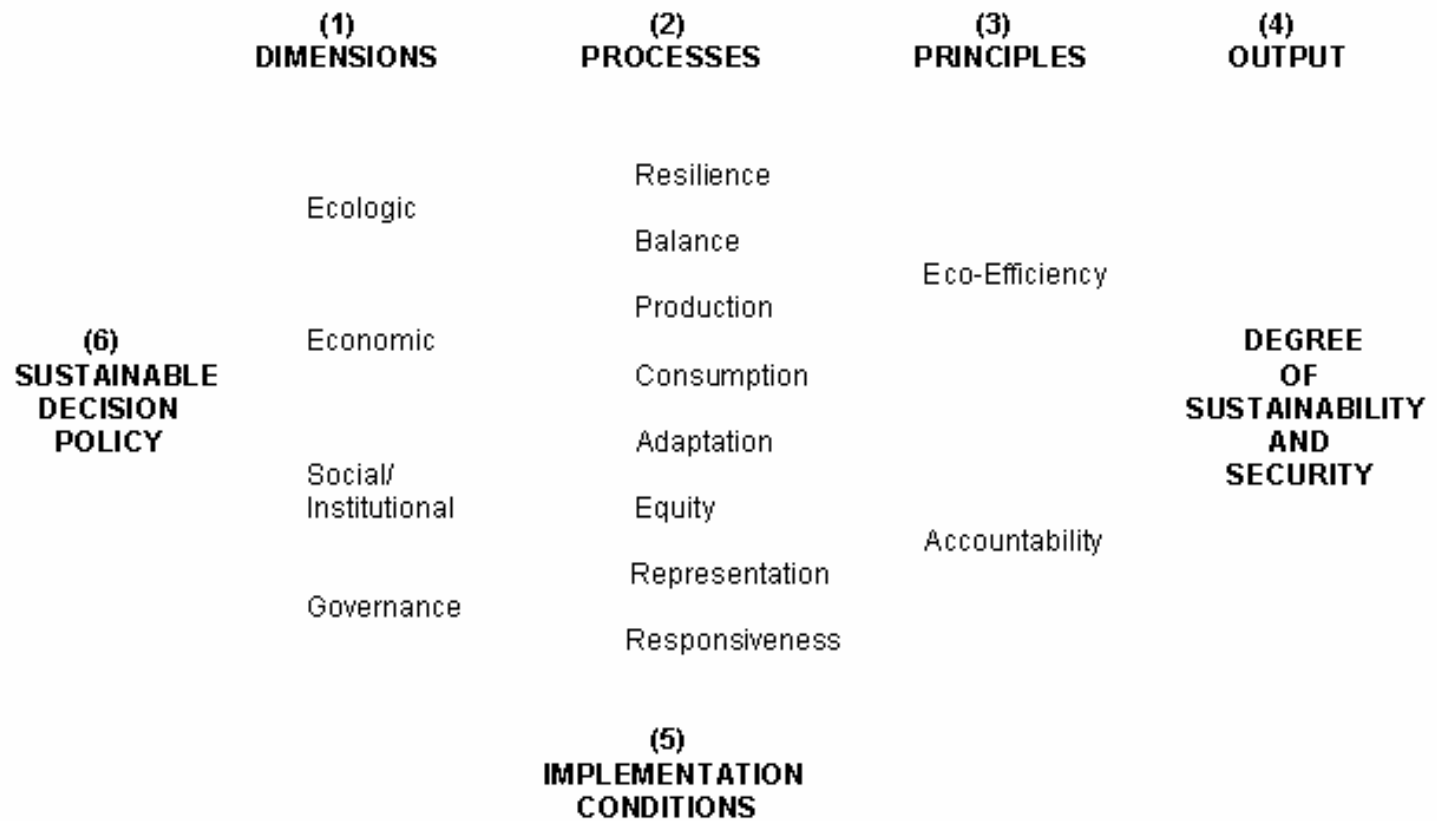 (1)
DIMENSIONS
(2)
PROCESSES
(3)
PRINCIPLES
(4)
OUTPUT
(6)
SUSTAINABLE
DECISION
POLICY
Ecologic
Economic
Social/
Institutional
Governance
Resilience
Balance
Production
Consumption
Adaptation
Equity
Representation
Responsiveness
Eco-Efficiency
Accountability
DEGREE
OF
SUSTAINABILITY
AND
SECURITY
(5)
IMPLEMENTATION
CONDITIONS